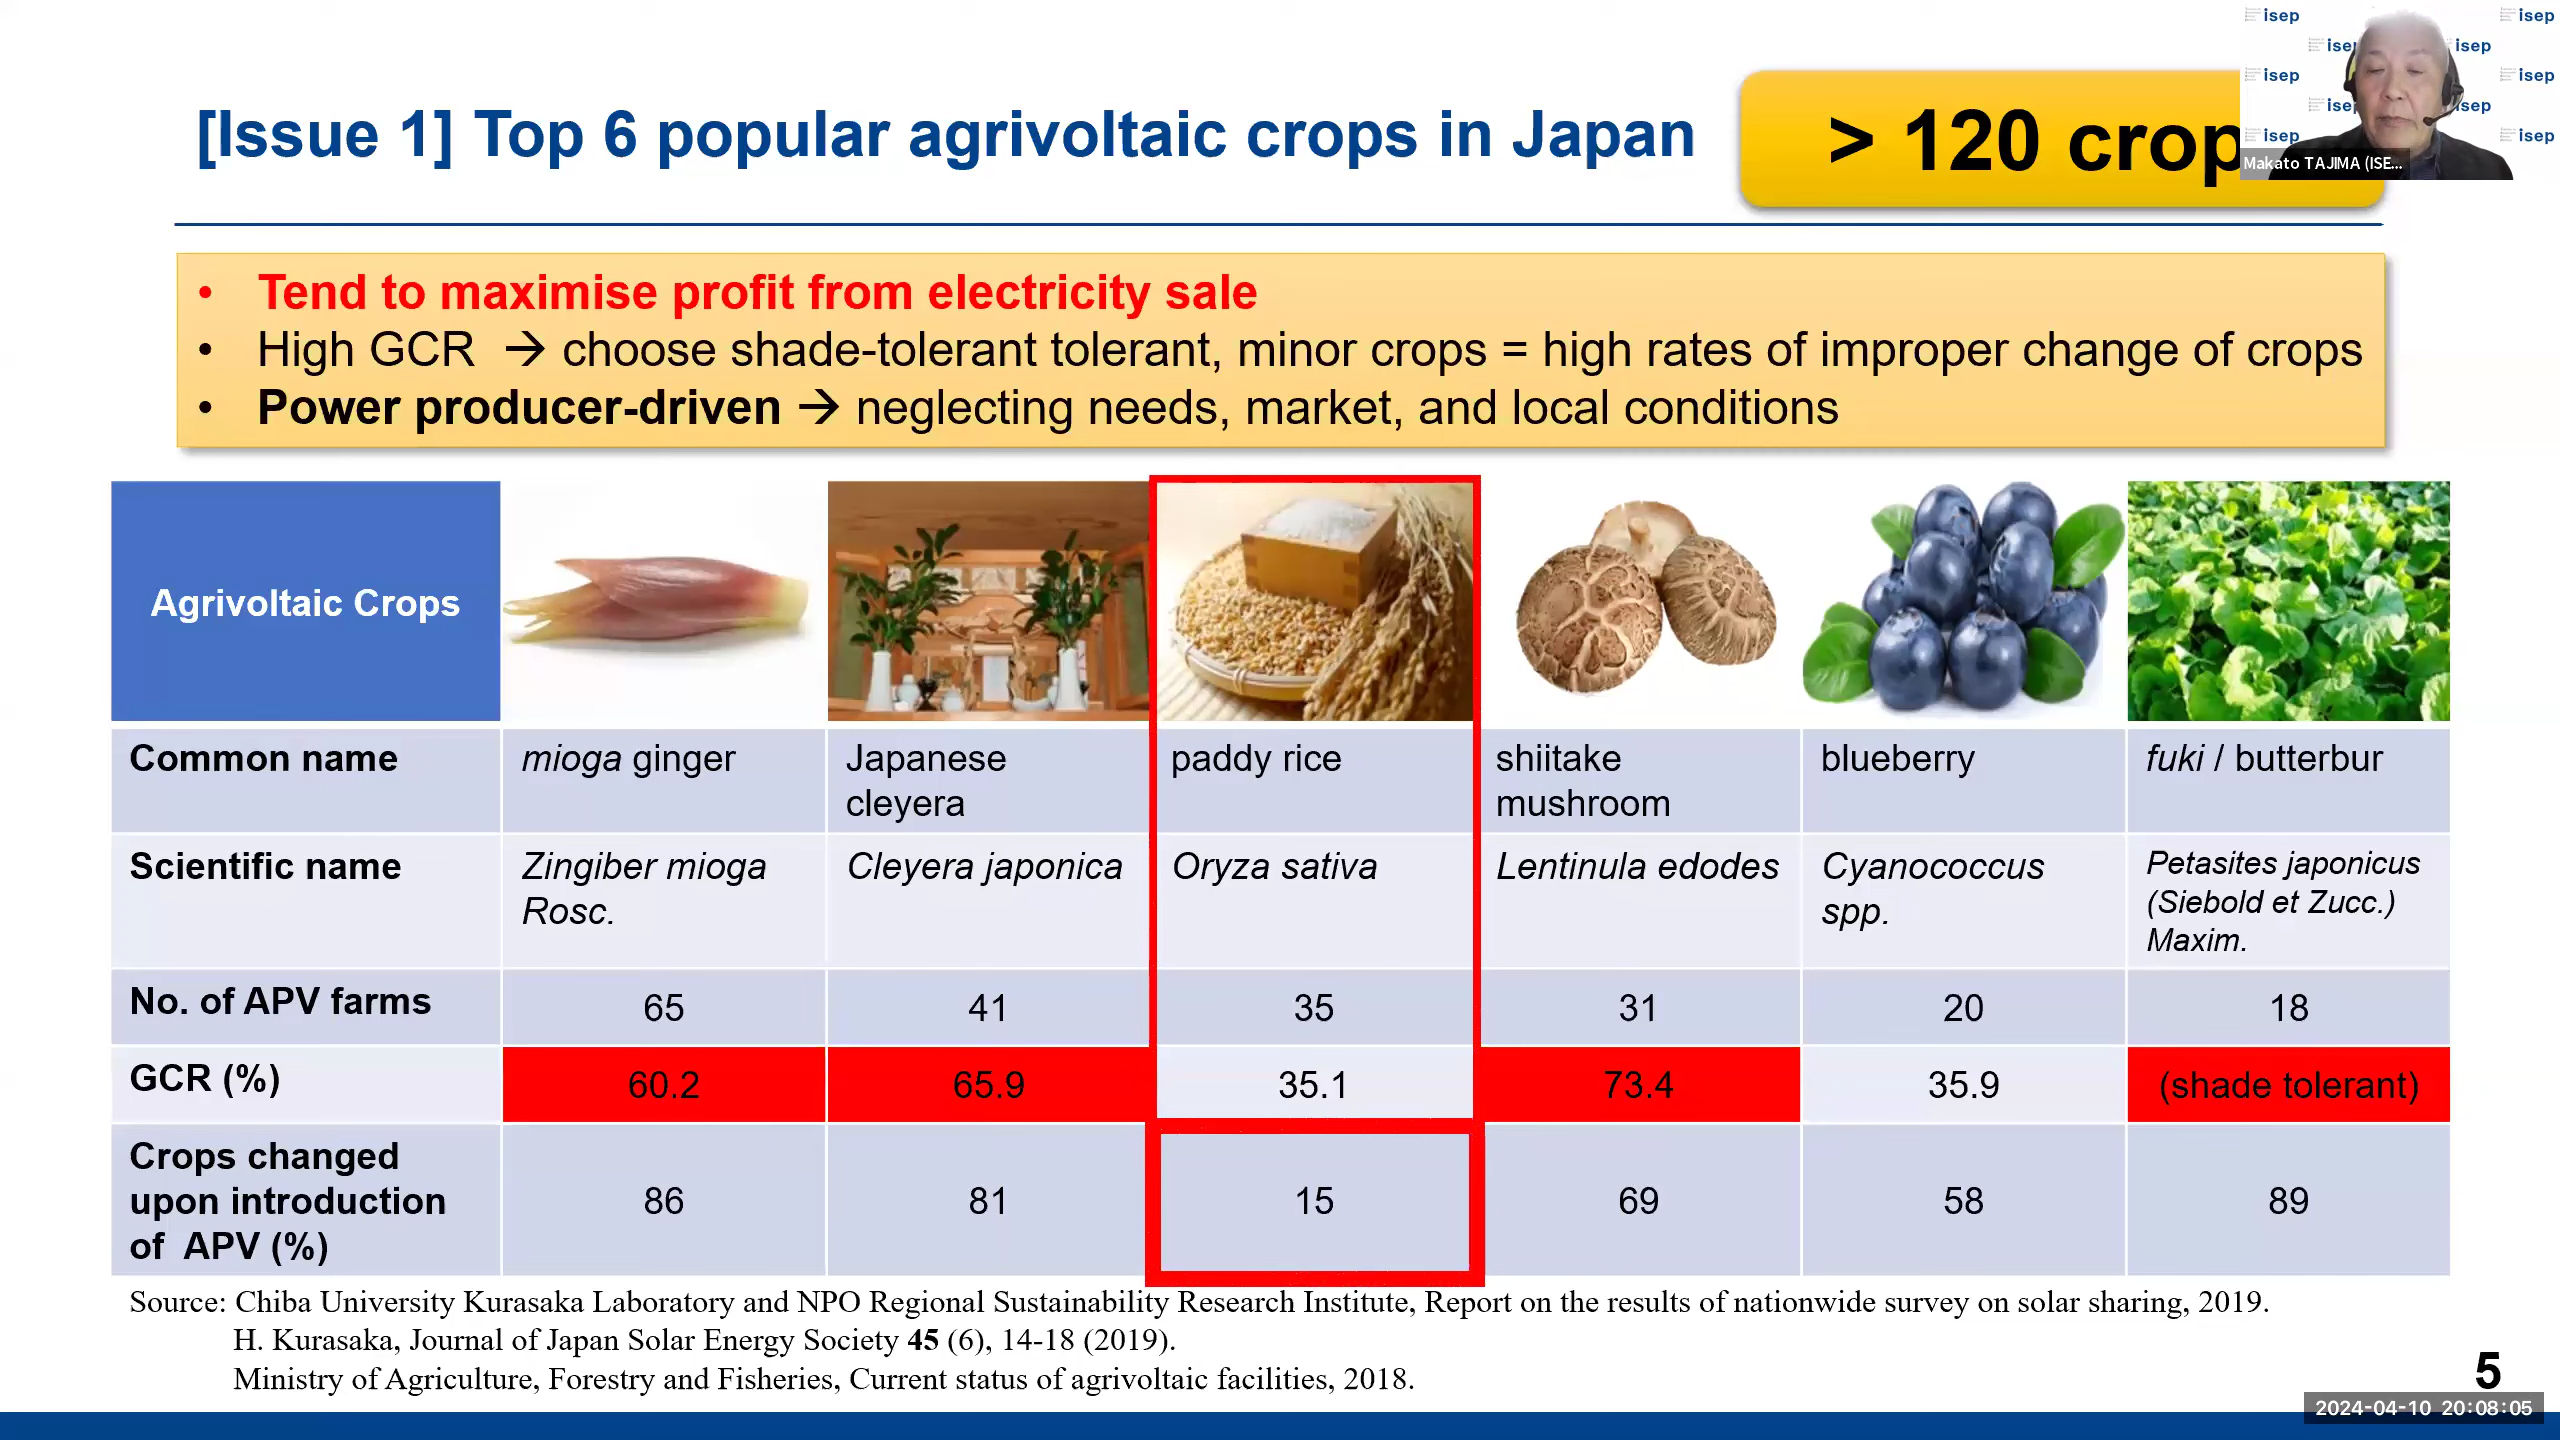 isep isep
isep isep
isep isep
isep isep
isep isep
Makato TAJIMA (ISE...
[Issue 1] Top 6 popular agrivoltaic crops in Japan
> 120 crop
• Tend to maximise profit from electricity sale
• High GCR → choose shade-tolerant tolerant, minor crops = high rates of improper change of crops
• Power producer-driven → neglecting needs, market, and local conditions
Agrivoltaic Crops
Common name
mioga ginger
Japanese
cleyera
paddy rice
shiitake
mushroom
blueberry
fuki / butterbur
Scientific name
Zingiber mioga
Rosc.
Cleyera japonica
Oryza sativa
Lentinula edodes
Cyanococcus
spp.
Petasites japonicus
(Siebold et Zucc.)
Maxim.
No. of APV farms 65 41 35 31 20 18
GCR (%) 60.2 65.9 35.1 73.4 35.9 (shade tolerant)
Crops changed
upon introduction
of APV (%)
86 81 15 69 58 89
Source: Chiba University Kurasaka Laboratory and NPO Regional Sustainability Research Institute, Report on the results of nationwide survey on solar sharing, 2019.
H. Kurasaka, Journal of Japan Solar Energy Society 45 (6), 14-18 (2019).
Ministry of Agriculture, Forestry and Fisheries, Current status of agrivoltaic facilities, 2018.
5
2024-04-10 20:08:05